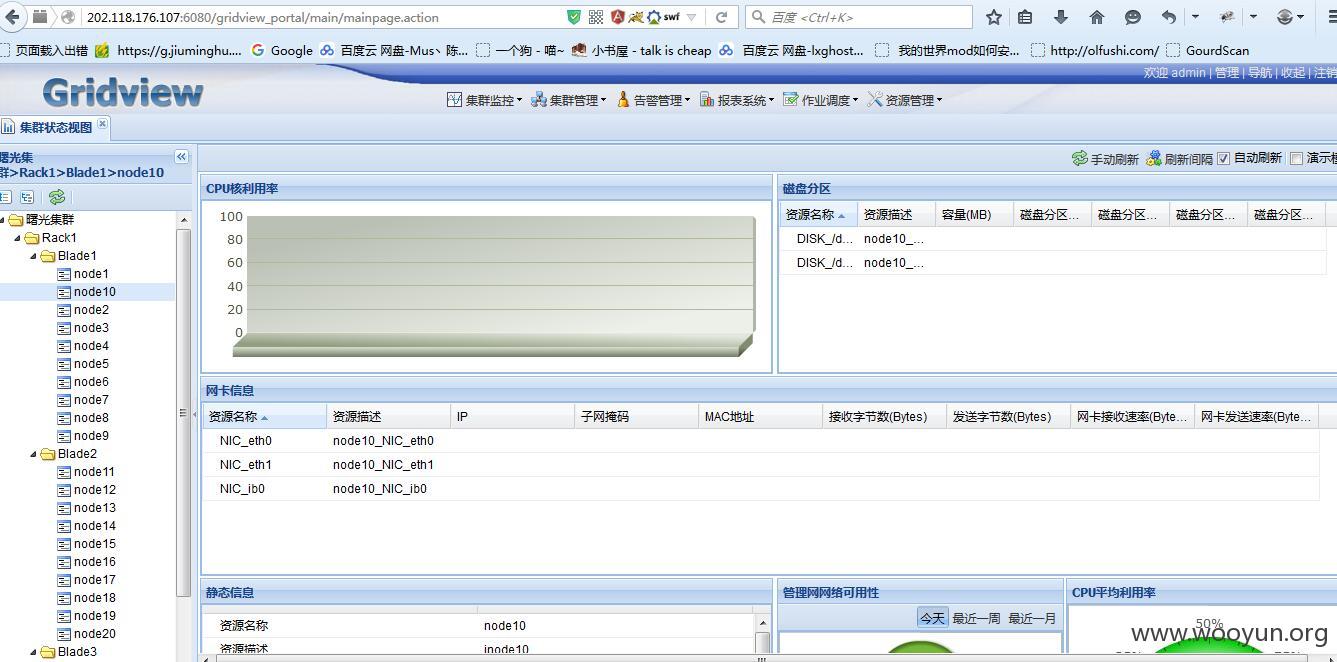 202.118.176.107:6080/gridview_portal/main/mainpage.action
swf
百度 <Ctrl+K>
页面载入出错 https://g.jiuminghu.... Google 百度云 网盘-Mus丶陈... 一个狗 - 喵~ 小书屋 - talk is cheap 百度云 网盘-lxghost... 我的世界mod如何安... http://olfushi.com/ GourdScan
欢迎 admin | 管理 | 导航 | 收起 | 注销
Gridview
集群监控 集群管理 告警管理 报表系统 作业调度 资源管理
集群状态视图
曙光集
群>Rack1>Blade1>node10
手动刷新 刷新间隔 自动刷新 演示模
曙光集群
Rack1
Blade1
node1
node10
node2
node3
node4
node5
node6
node7
node8
node9
Blade2
node11
node12
node13
node14
node15
node16
node17
node18
node19
node20
Blade3
CPU核利用率
100
80
60
40
20
0
磁盘分区
资源名称 资源描述 容量(MB) 磁盘分区... 磁盘分区... 磁盘分区... 磁盘分区...
DISK_/d... node10_...
DISK_/d... node10_...
网卡信息
资源名称 资源描述 IP 子网掩码 MAC地址 接收字节数(Bytes) 发送字节数(Bytes) 网卡接收速率(Byte... 网卡发送速率(Byte...
NIC_eth0 node10_NIC_eth0
NIC_eth1 node10_NIC_eth1
NIC_ib0 node10_NIC_ib0
静态信息
资源名称 node10
资源描述 inode10
管理网网络可用性
今天 最近一周 最近一月
CPU平均利用率
50%
www.wooyun.org